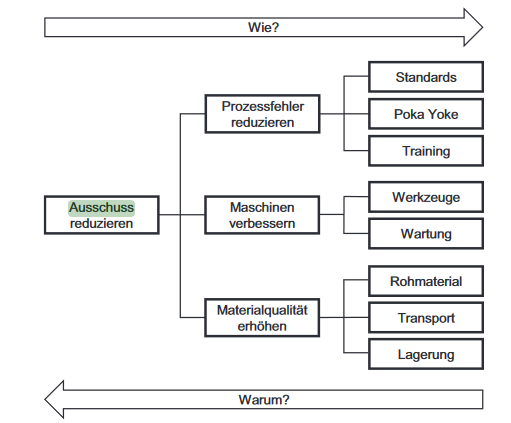 Wie?
Ausschuss
reduzieren
Prozessfehler
reduzieren
Standards
Poka Yoke
Training
Maschinen
verbessern
Werkzeuge
Wartung
Materialqualität
erhöhen
Rohmaterial
Transport
Lagerung
Warum?